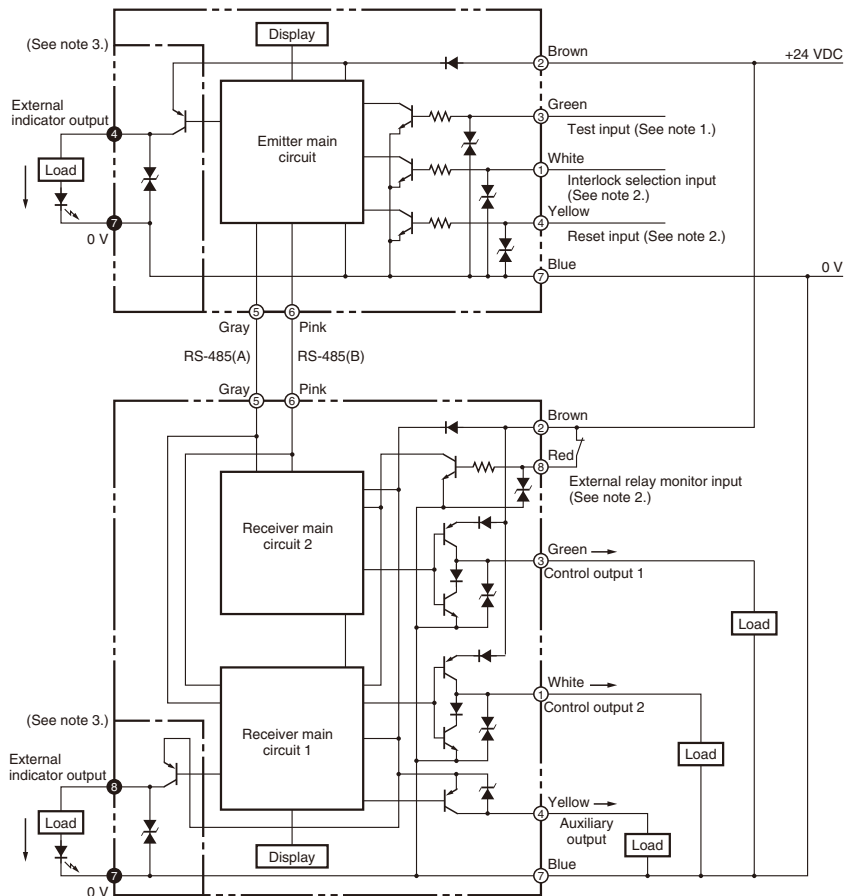 Display
(See note 3.)
Brown
2
+24 VDC
Green
3
Test input (See note 1.)
External
indicator output
4
Emitter main
circuit
White
1
Interlock selection input
(See note 2.)
Load
Yellow
4
Reset input (See note 2.)
7
0 V
Blue
7
0 V
5
6
Gray
Pink
RS-485(A)
RS-485(B)
Gray
Pink
5
6
Brown
2
Red
8
External relay monitor input
(See note 2.)
Receiver main
circuit 2
Green
3
Control output 1
Load
White
1
Control output 2
(See note 3.)
Receiver main
circuit 1
Load
External
indicator output
8
Yellow
4
Auxiliary
output
Load
Load
Display
Blue
7
7
0 V